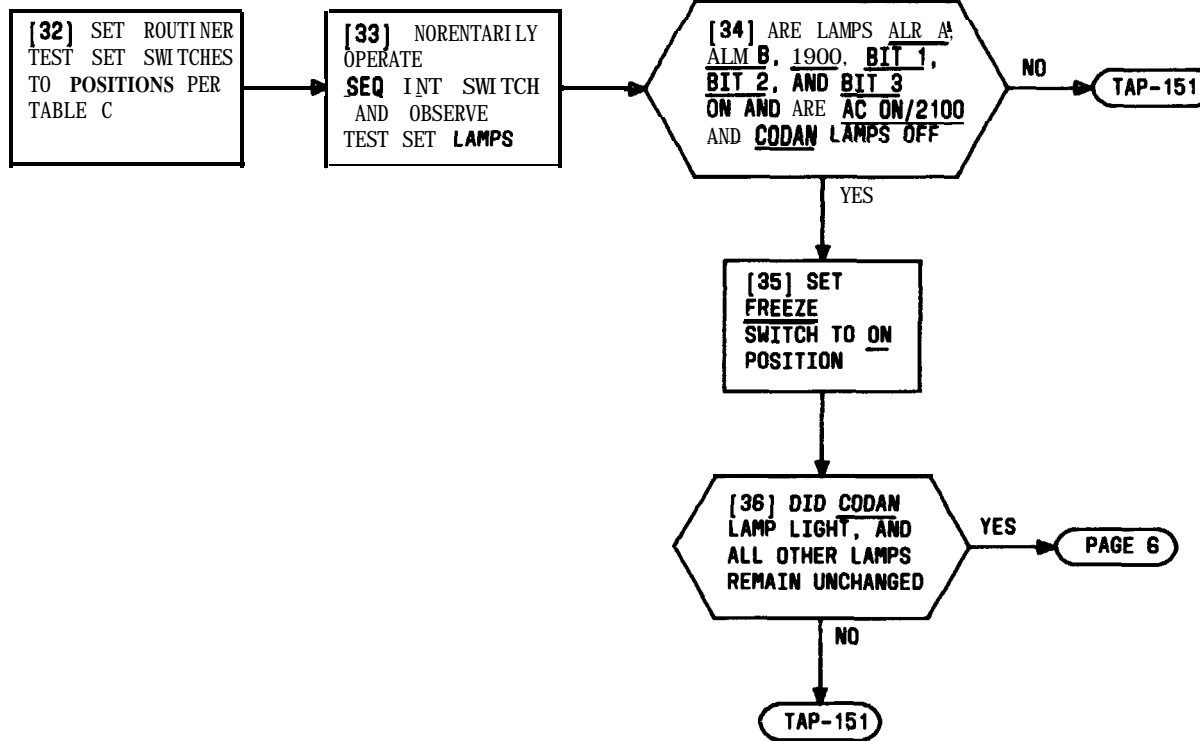 [32] SET ROUTINER
TEST SET SWITCHES
TO POSITIONS PER
TABLE C
[33] NORENTARILY
OPERATE
SEQ INT SWITCH
AND OBSERVE
TEST SET LAMPS
[34] ARE LAMPS ALR A,
ALM B, 1900, BIT 1,
BIT 2, AND BIT 3
ON AND ARE AC ON/2100
AND CODAN LAMPS OFF
NO
TAP-151
YES
[35] SET
FREEZE
SWITCH TO ON
POSITION
[36] DID CODAN
LAMP LIGHT, AND
ALL OTHER LAMPS
REMAIN UNCHANGED
YES
PAGE 6
NO
TAP-151